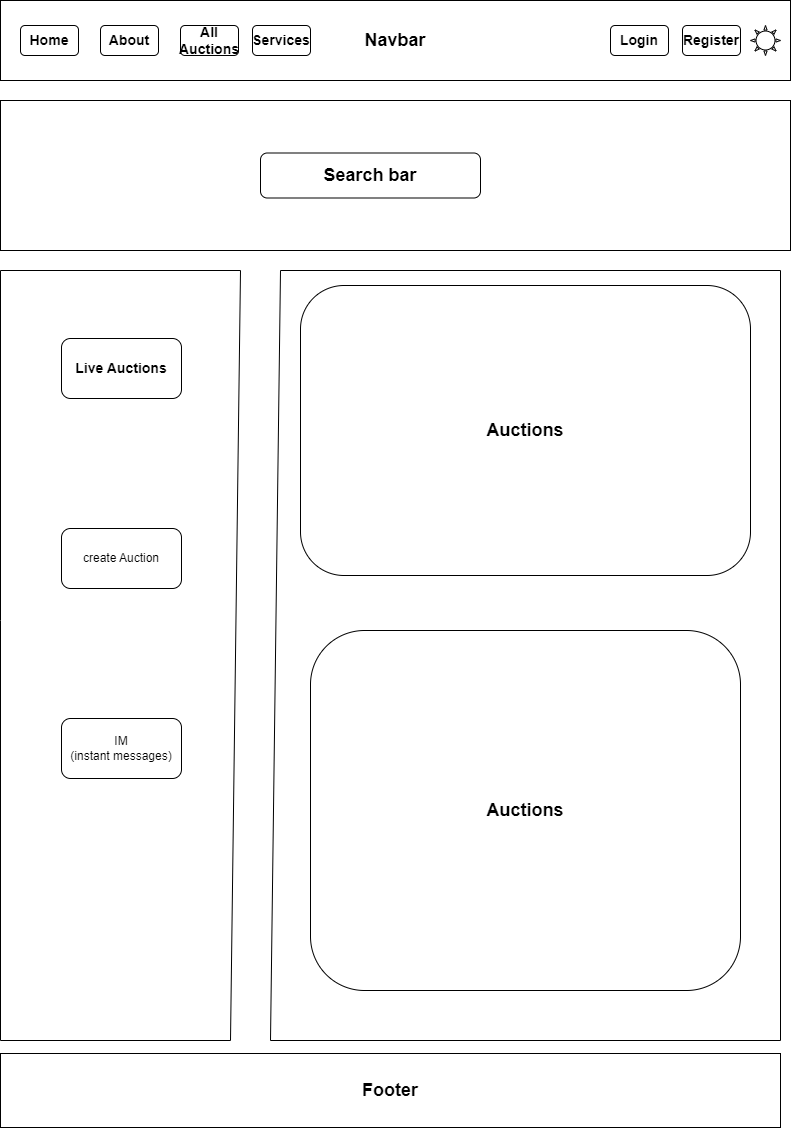 Home
About
All
Auctions
Services
Navbar
Login
Register
Search bar
Live Auctions
create Auction
IM
(instant messages)
Auctions
Auctions
Footer